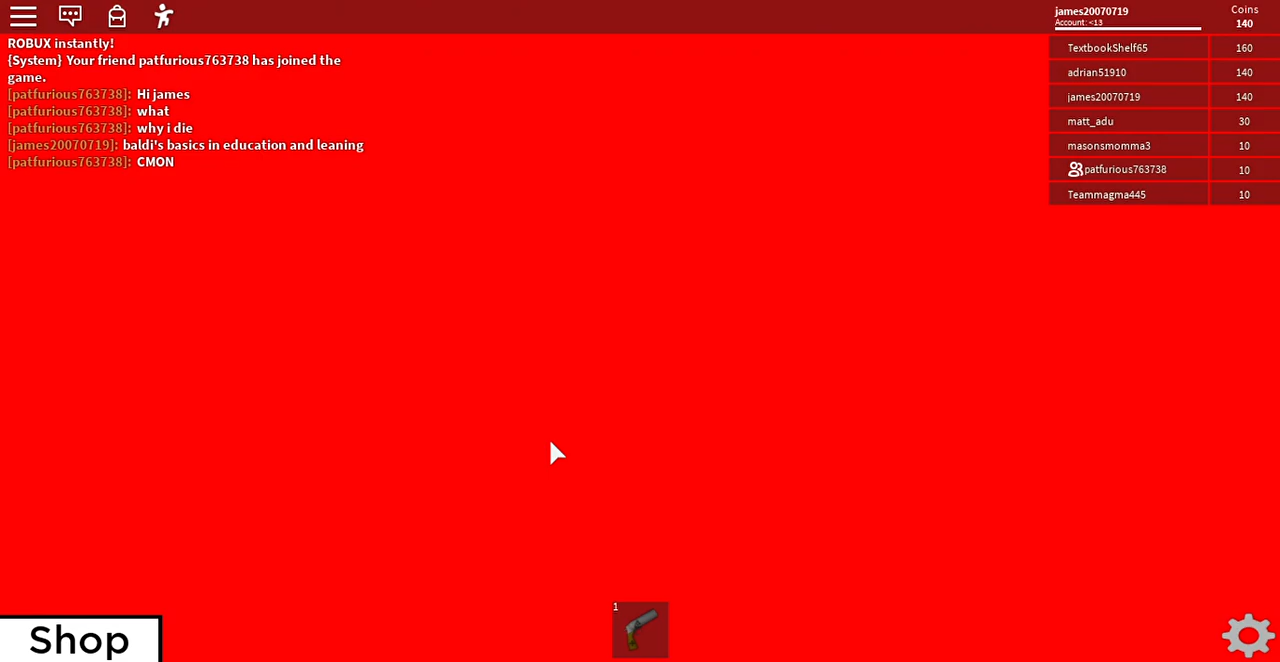 james20070719
Account: <13
Coins
140
ROBUX instantly!
{System} Your friend patfurious763738 has joined the
game.
[patfurious763738]: Hi james
[patfurious763738]: what
[patfurious763738]: why i die
[james20070719]: baldi's basics in education and leaning
[patfurious763738]: CMON
TextbookShelf65 160
adrian51910 140
james20070719 140
matt_adu 30
masonsmomma3 10
patfurious763738 10
Teammagma445 10
1
Shop